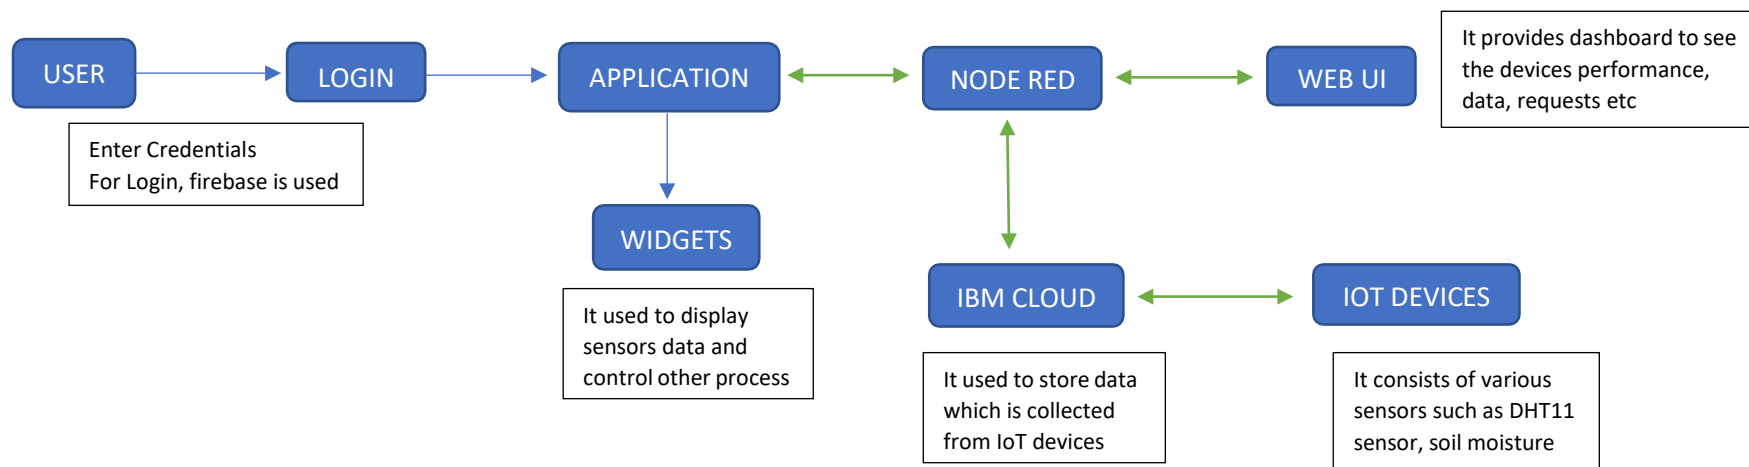 USER
LOGIN
APPLICATION
NODE RED
WEB UI
It provides dashboard to see
the devices performance,
data, requests etc
Enter Credentials
For Login, firebase is used
WIDGETS
It used to display
sensors data and
control other process
IBM CLOUD
IOT DEVICES
It used to store data
which is collected
from IoT devices
It consists of various
sensors such as DHT11
sensor, soil moisture